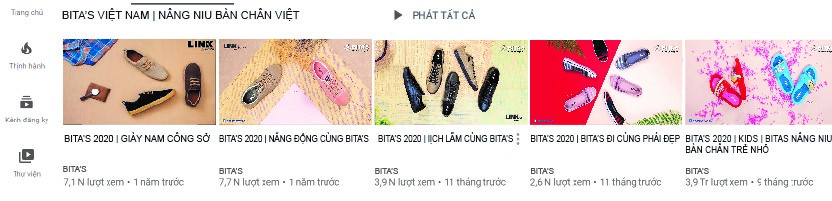 Trang chủ
BITA'S VIỆT NAM | NÂNG NIU BÀN CHÂN VIỆT
PHÁT TẤT CẢ
Thịnh hành
Kênh đăng ký
Thư viện
LINX
LINX
BITA'S 2020 | GIÀY NAM CÔNG SỞ
BITA'S
7,1 N lượt xem • 1 năm trước
BITA'S 2020 | NĂNG ĐỘNG CÙNG BITA'S
BITA'S
7,7 N lượt xem • 1 năm trước
BITA'S 2020 | LỊCH LÃM CÙNG BITA'S
BITA'S
3,9 N lượt xem • 11 tháng trước
BITA'S 2020 | BITA'S ĐI CÙNG PHÁI ĐẸP
BITA'S
2,6 N lượt xem • 11 tháng trước
BITA'S 2020 | KIDS | BITAS NÂNG NIU
BÀN CHÂN TRẺ NHỎ
BITA'S
3,9 Tr lượt xem • 9 tháng trước